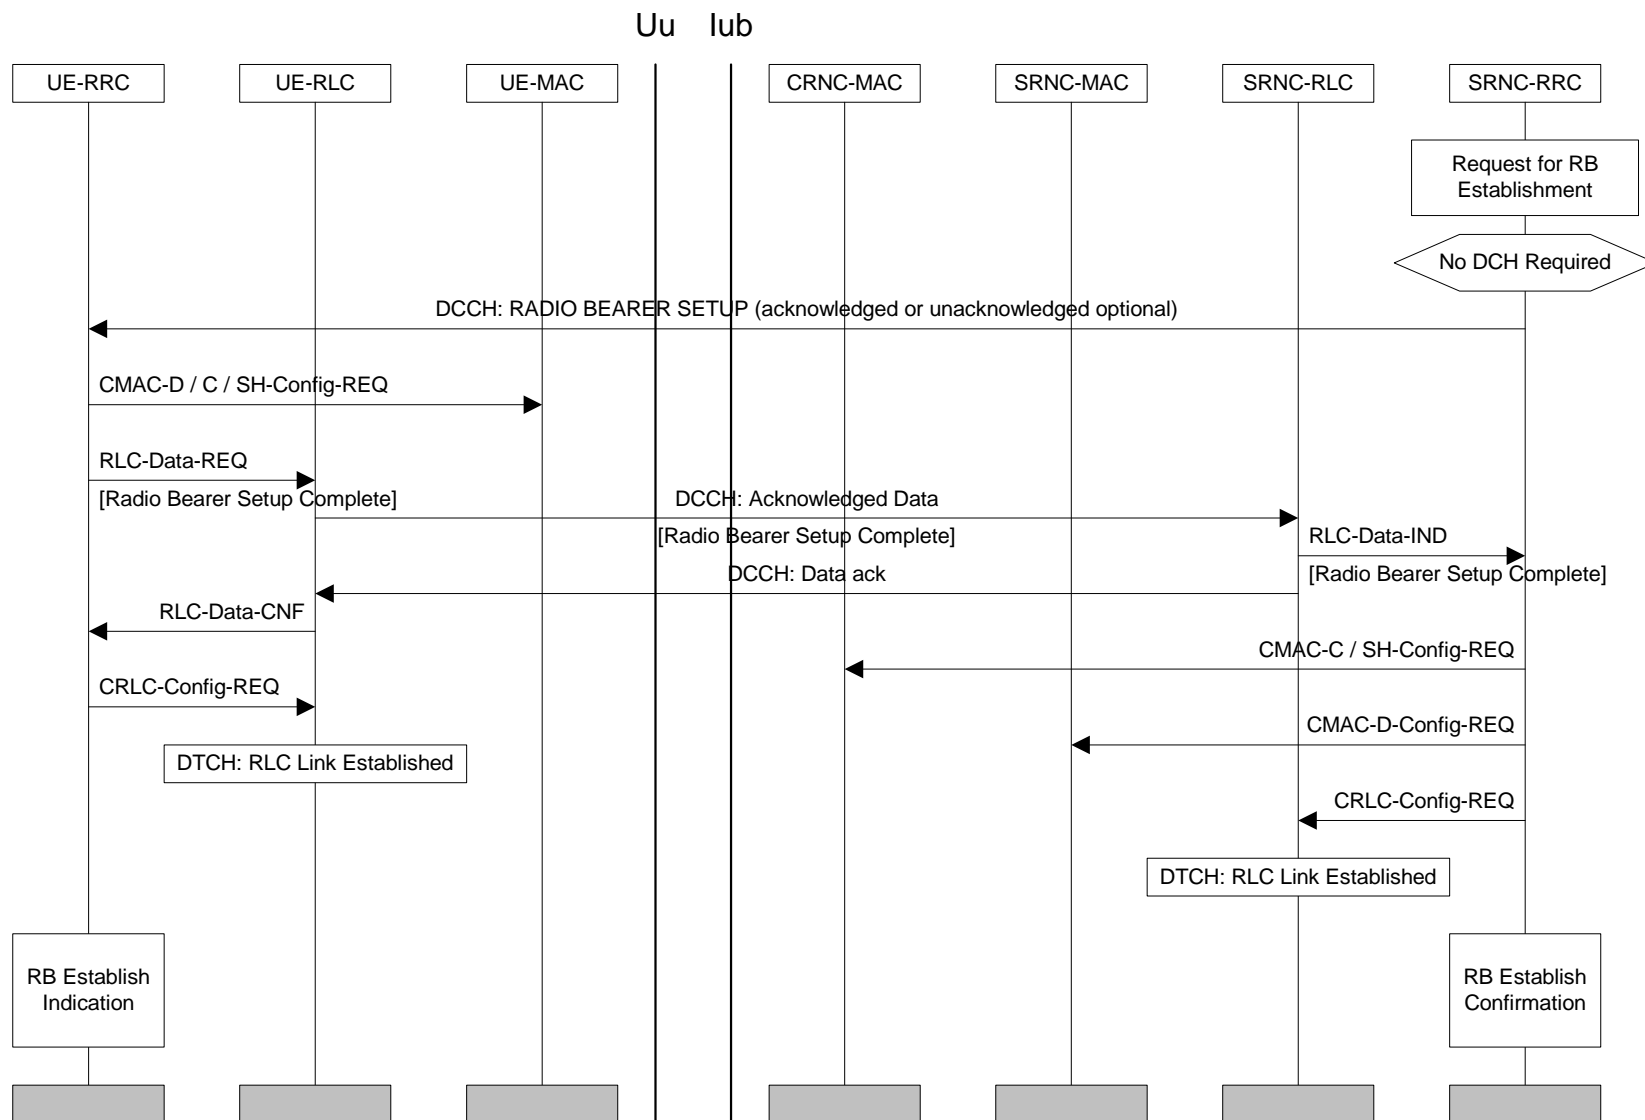 Uu Iub
UE-RRC UE-RLC UE-MAC CRNC-MAC SRNC-MAC SRNC-RLC SRNC-RRC
Request for RB
Establishment
No DCH Required
DCCH: RADIO BEARER SETUP (acknowledged or unacknowledged optional)
CMAC-D / C / SH-Config-REQ
RLC-Data-REQ
[Radio Bearer Setup Complete]
DCCH: Acknowledged Data
[Radio Bearer Setup Complete]
RLC-Data-IND
[Radio Bearer Setup Complete]
DCCH: Data ack
RLC-Data-CNF
CMAC-C / SH-Config-REQ
CRLC-Config-REQ
CMAC-D-Config-REQ
DTCH: RLC Link Established
CRLC-Config-REQ
DTCH: RLC Link Established
RB Establish
Indication
RB Establish
Confirmation